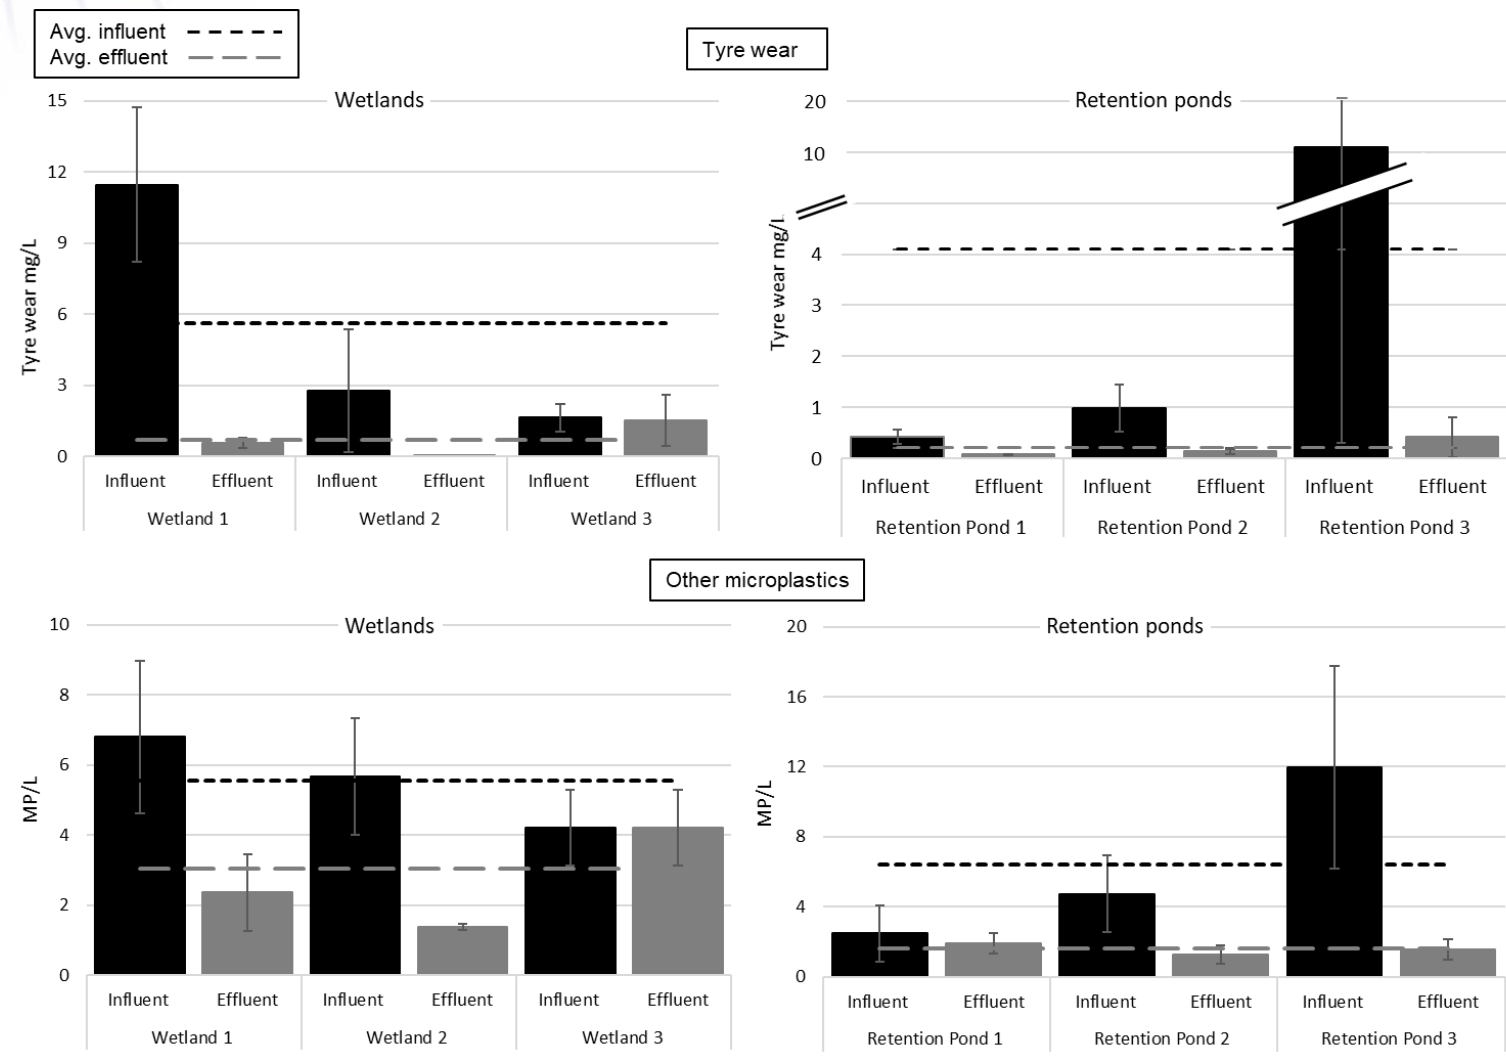 Avg. influent
Avg. effluent
Tyre wear
Wetlands
15
12
9
6
3
0
Tyre wear mg/L
Influent Effluent Influent Effluent Influent Effluent
Wetland 1 Wetland 2 Wetland 3
Retention ponds
20
10
4
3
2
1
0
Tyre wear mg/L
Influent Effluent Influent Effluent Influent Effluent
Retention Pond 1 Retention Pond 2 Retention Pond 3
Other microplastics
Wetlands
10
8
6
4
2
0
MP/L
Influent Effluent Influent Effluent Influent Effluent
Wetland 1 Wetland 2 Wetland 3
Retention ponds
20
16
12
8
4
0
MP/L
Influent Effluent Influent Effluent Influent Effluent
Retention Pond 1 Retention Pond 2 Retention Pond 3